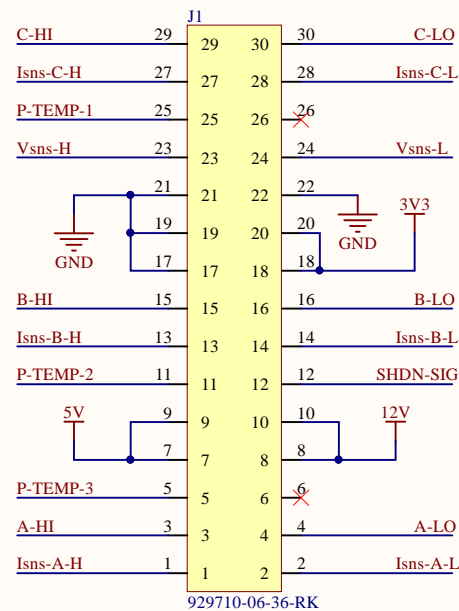 J1
C-HI 29 29 30 30 C-LO
Isns-C-H 27 27 28 28 Isns-C-L
P-TEMP-1 25 25 26 26
Vsns-H 23 23 24 24 Vsns-L
21 21 22 22
3V3
19 19 20 20
GND GND
17 17 18 18
B-HI 15 15 16 16 B-LO
Isns-B-H 13 13 14 14 Isns-B-L
P-TEMP-2 11 11 12 12 SHDN-SIG
5V 9 9 10 10 12V
7 7 8 8
P-TEMP-3 5 5 6 6
A-HI 3 3 4 4 A-LO
Isns-A-H 1 1 2 2 Isns-A-L
929710-06-36-RK